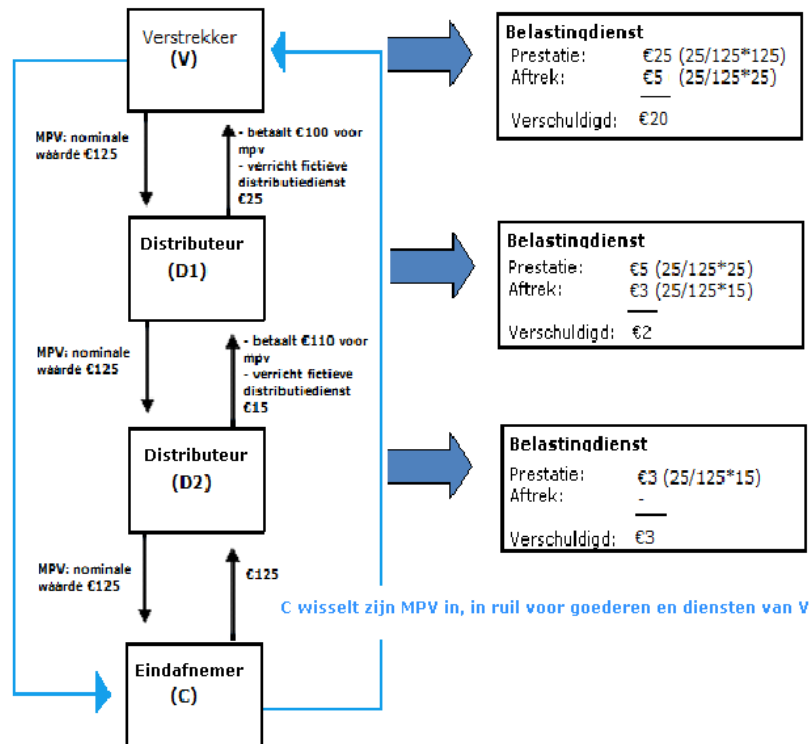 Verstrekker
(V)
Belastingdienst
Prestatie: €25 (25/125*125)
Aftrek: €5 (25/125*25)
Verschuldigd: €20
MPV: nominale
waarde €125
- betaalt €100 voor
mpv
- verricht fictieve
distributiedienst
€25
Distributeur
(D1)
Belastingdienst
Prestatie: €5 (25/125*25)
Aftrek: €3 (25/125*15)
Verschuldigd: €2
MPV: nominale
waarde €125
- betaalt €110 voor
mpv
- verricht fictieve
distributiedienst
€15
Distributeur
(D2)
Belastingdienst
Prestatie: €3 (25/125*15)
Aftrek: -
Verschuldigd: €3
MPV: nominale
waarde €125
€125
C wisselt zijn MPV in, in ruil voor goederen en diensten van V
Eindafnemer
(C)